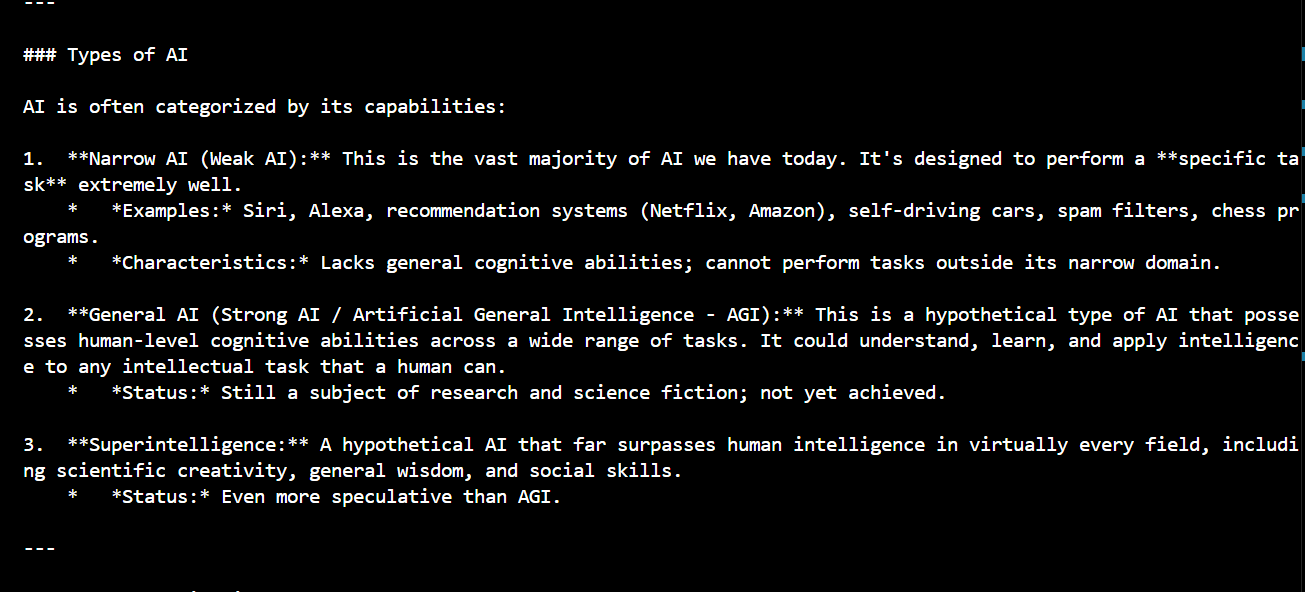 ---
### Types of AI
AI is often categorized by its capabilities:
1.  **Narrow AI (Weak AI):** This is the vast majority of AI we have today. It's designed to perform a **specific ta
sk** extremely well.
    *   *Examples:* Siri, Alexa, recommendation systems (Netflix, Amazon), self-driving cars, spam filters, chess pr
ograms.
    *   *Characteristics:* Lacks general cognitive abilities; cannot perform tasks outside its narrow domain.
2.  **General AI (Strong AI / Artificial General Intelligence - AGI):** This is a hypothetical type of AI that posse
sses human-level cognitive abilities across a wide range of tasks. It could understand, learn, and apply intelligenc
e to any intellectual task that a human can.
    *   *Status:* Still a subject of research and science fiction; not yet achieved.
3.  **Superintelligence:** A hypothetical AI that far surpasses human intelligence in virtually every field, includi
ng scientific creativity, general wisdom, and social skills.
    *   *Status:* Even more speculative than AGI.
---